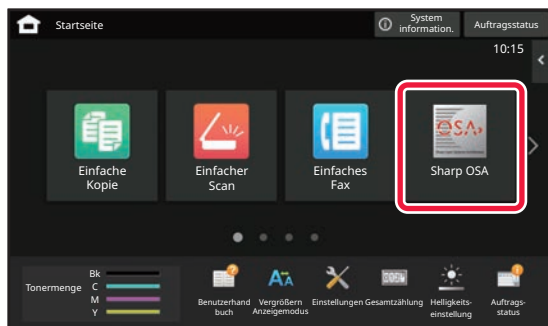 Startseite
System
information.
Auftragsstatus
10:15
Einfache
Kopie
Einfacher
Scan
Einfaches
Fax
OSA
Sharp OSA
Tonermenge
Bk
C
M
Y
Benutzerhand
buch
Vergrößern
Anzeigemodus
Einstellungen
Gesamtzählung
Helligkeits-
einstellung
Auftrags-
status